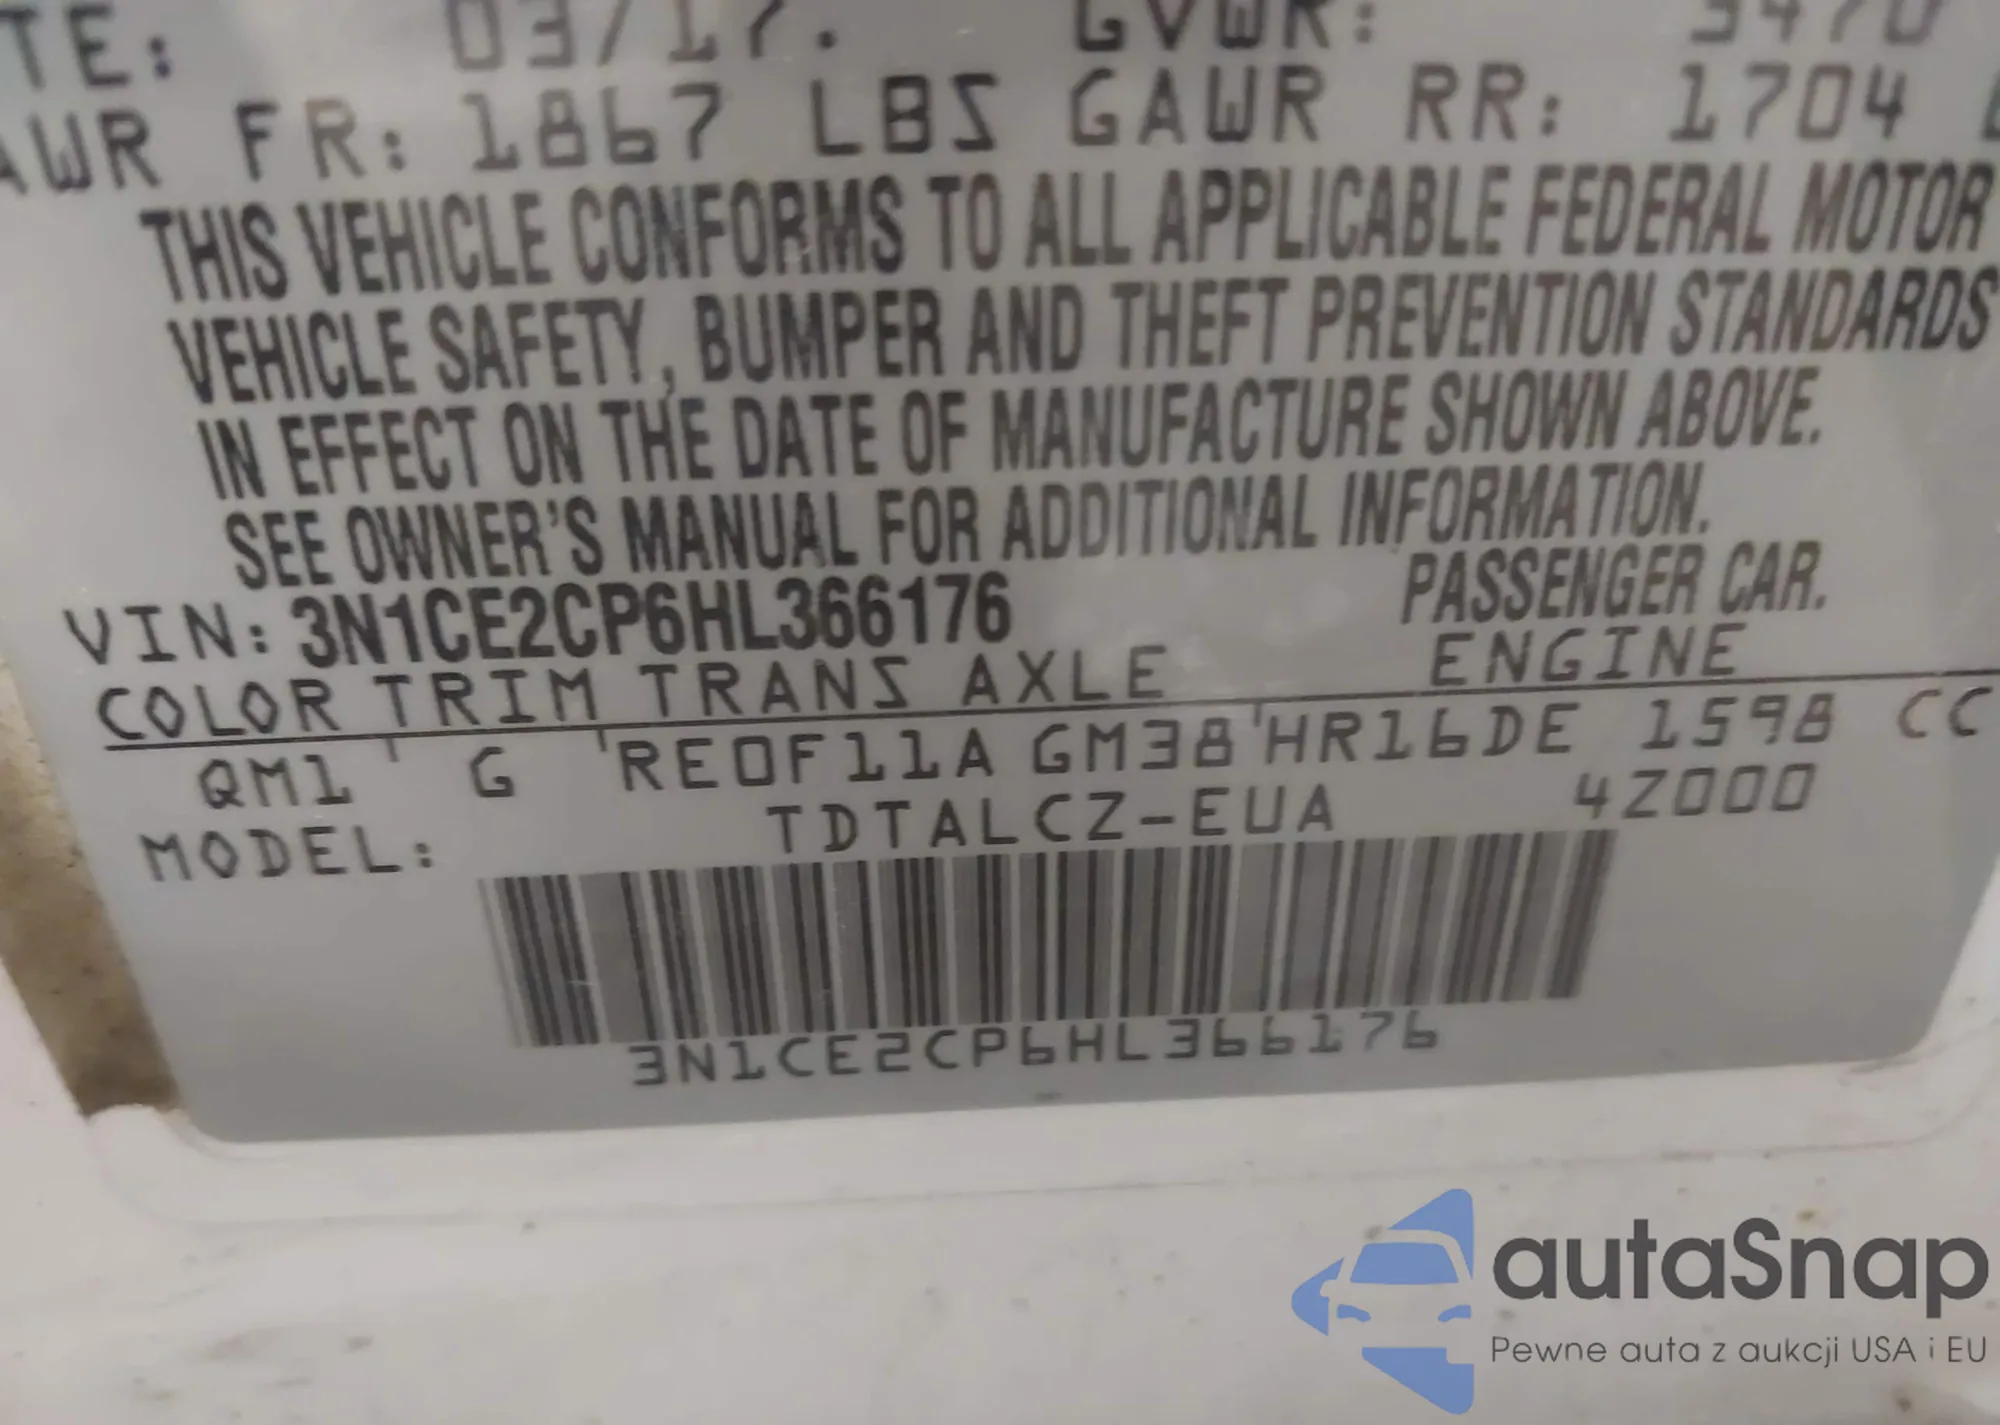 TE: 03/17. GVWR: 3470
AWR FR: 1867 LBS GAWR RR: 1704
THIS VEHICLE CONFORMS TO ALL APPLICABLE FEDERAL MOTOR
VEHICLE SAFETY, BUMPER AND THEFT PREVENTION STANDARDS
IN EFFECT ON THE DATE OF MANUFACTURE SHOWN ABOVE.
SEE OWNER'S MANUAL FOR ADDITIONAL INFORMATION.
VIN: 3N1CE2CP6HL366176 PASSENGER CAR.
COLOR TRIM TRANS AXLE ENGINE
QM1 G RE0F11A GM38 HR16DE 1598 CC
MODEL: TDTALCZ-EUA 4Z000
3N1CE2CP6HL366176
autaSnap
Pewne auta z aukcji USA i EU